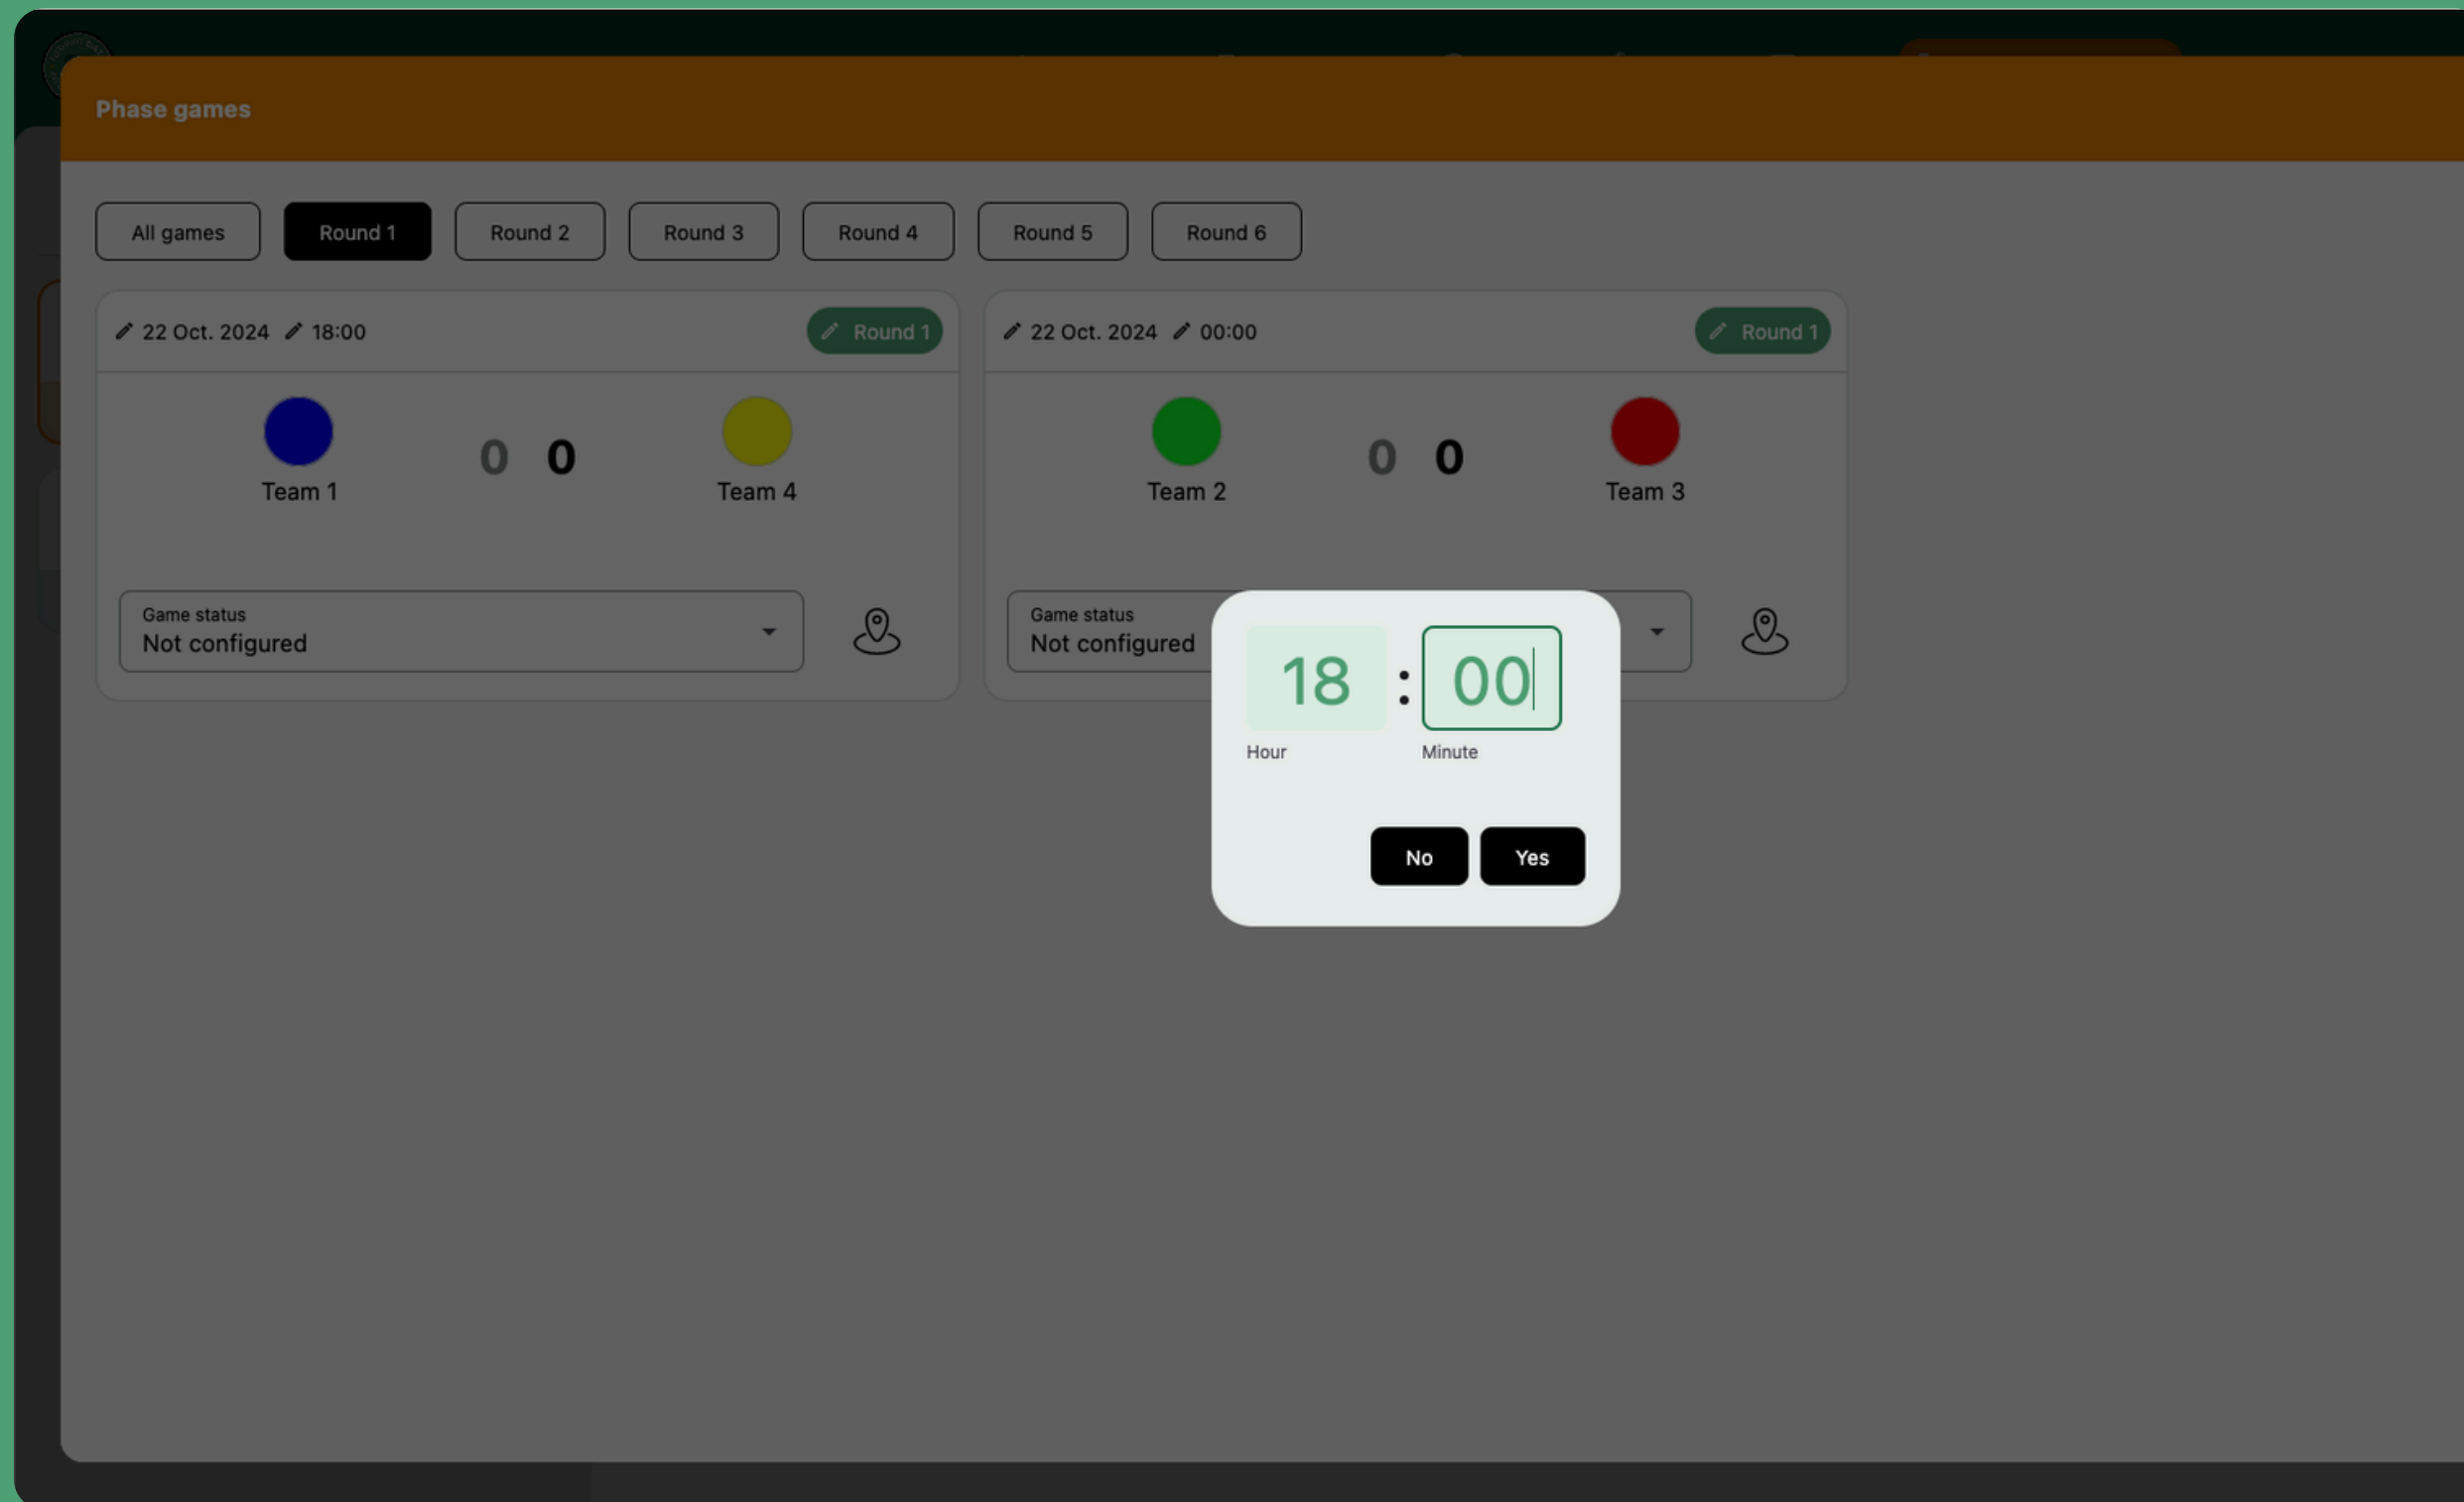 Phase games
All games Round 1 Round 2 Round 3 Round 4 Round 5 Round 6
22 Oct. 2024 18:00 Round 1
Team 1 0 0 Team 4
Game status
Not configured
22 Oct. 2024 00:00 Round 1
Team 2 0 0 Team 3
Game status
Not configured
18 : 00
Hour Minute
No Yes